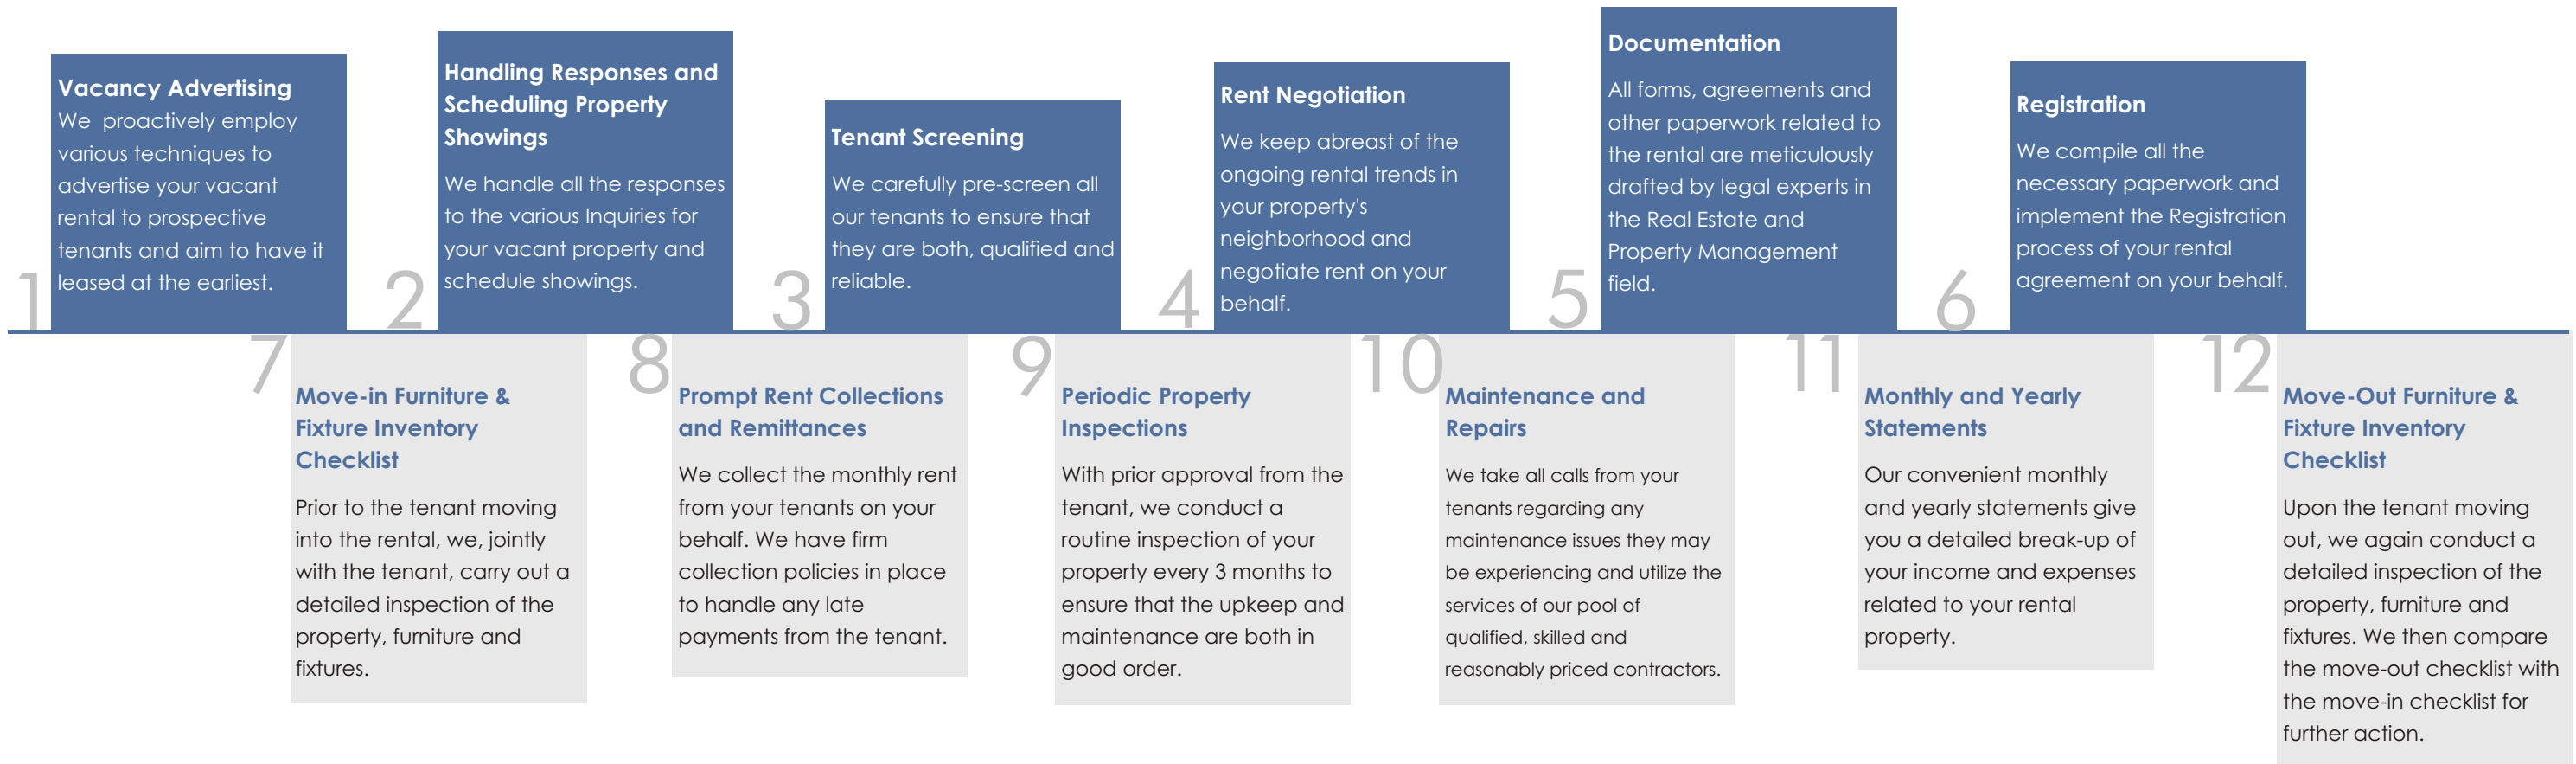 1
Vacancy Advertising
We  proactively employ
various techniques to
advertise your vacant
rental to prospective
tenants and aim to have it
leased at the earliest.
2
Handling Responses and
Scheduling Property
Showings
We handle all the responses
to the various Inquiries for
your vacant property and
schedule showings.
3
Tenant Screening
We carefully pre-screen all
our tenants to ensure that
they are both, qualified and
reliable.
4
Rent Negotiation
We keep abreast of the
ongoing rental trends in
your property's
neighborhood and
negotiate rent on your
behalf.
5
Documentation
All forms, agreements and
other paperwork related to
the rental are meticulously
drafted by legal experts in
the Real Estate and
Property Management
field.
6
Registration
We compile all the
necessary paperwork and
implement the Registration
process of your rental
agreement on your behalf.
7
Move-in Furniture &
Fixture Inventory
Checklist
Prior to the tenant moving
into the rental, we, jointly
with the tenant, carry out a
detailed inspection of the
property, furniture and
fixtures.
8
Prompt Rent Collections
and Remittances
We collect the monthly rent
from your tenants on your
behalf. We have firm
collection policies in place
to handle any late
payments from the tenant.
9
Periodic Property
Inspections
With prior approval from the
tenant, we conduct a
routine inspection of your
property every 3 months to
ensure that the upkeep and
maintenance are both in
good order.
10
Maintenance and
Repairs
We take all calls from your
tenants regarding any
maintenance issues they may
be experiencing and utilize the
services of our pool of
qualified, skilled and
reasonably priced contractors.
11
Monthly and Yearly
Statements
Our convenient monthly
and yearly statements give
you a detailed break-up of
your income and expenses
related to your rental
property.
12
Move-Out Furniture &
Fixture Inventory
Checklist
Upon the tenant moving
out, we again conduct a
detailed inspection of the
property, furniture and
fixtures. We then compare
the move-out checklist with
the move-in checklist for
further action.